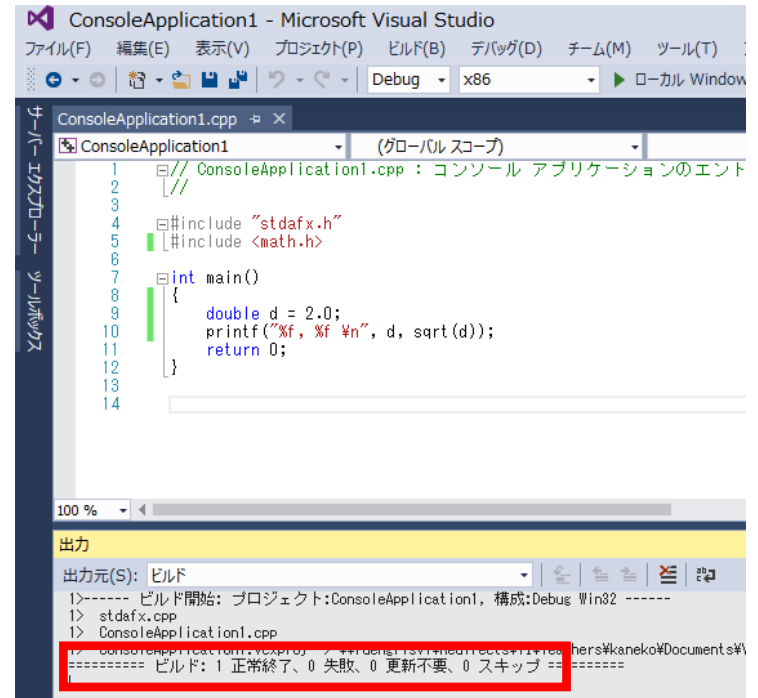 ConsoleApplication1 - Microsoft Visual Studio
ファイル(F) 編集(E) 表示(V) プロジェクト(P) ビルド(B) デバッグ(D) チーム(M) ツール(T)
Debug x86 ローカル Window
サーバー エクスプローラー ツールボックス
ConsoleApplication1.cpp
ConsoleApplication1 (グローバル スコープ)
1 // ConsoleApplication1.cpp : コンソール アプリケーションのエント
2 //
3
4 #include "stdafx.h"
5 #include <math.h>
6
7 int main()
8 {
9 double d = 2.0;
10 printf("%f, %f ¥n", d, sqrt(d));
11 return 0;
12 }
13
14
100 %
出力
出力元(S): ビルド
1>------ ビルド開始: プロジェクト:ConsoleApplication1, 構成:Debug Win32 ------
1> stdafx.cpp
1> ConsoleApplication1.cpp
1> ConsoleApplication1.vcxproj -> hers¥kaneko¥Documents¥V
========== ビルド: 1 正常終了、0 失敗、0 更新不要、0 スキップ ==========